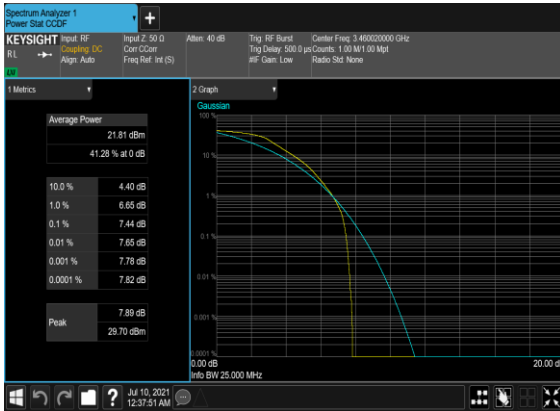 Spectrum Analyzer 1
Power Stat CCDF
KEYSIGHT
RL
Input: RF
Coupling: DC
Align: Auto
Input Z: 50 Ω
Corr CCorr
Freq Ref: Int (S)
Atten: 40 dB
Trig: RF Burst
Trig Delay: 500.0 µs
#IF Gain: Low
Center Freq: 3.460020000 GHz
Counts: 1.00 M/1.00 Mpt
Radio Std: None
1 Metrics
Average Power
21.81 dBm
41.28 % at 0 dB
10.0 % 4.40 dB
1.0 % 6.65 dB
0.1 % 7.44 dB
0.01 % 7.65 dB
0.001 % 7.78 dB
0.0001 % 7.82 dB
Peak
7.89 dB
29.70 dBm
2 Graph
Gaussian
100 %
10 %
1 %
0.1 %
0.01 %
0.001 %
0.0001 %
0.00 dB
20.00 d
Info BW 25.000 MHz
Jul 10, 2021
12:37:51 AM